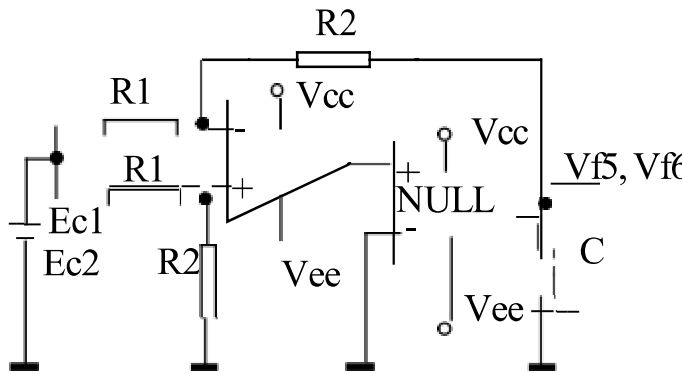 R2
R1
Vcc
-
Vcc
R1
+
+
NULL
Vf5, Vf6
Ec1
-
Ec2
R2
Vee
C
Vee